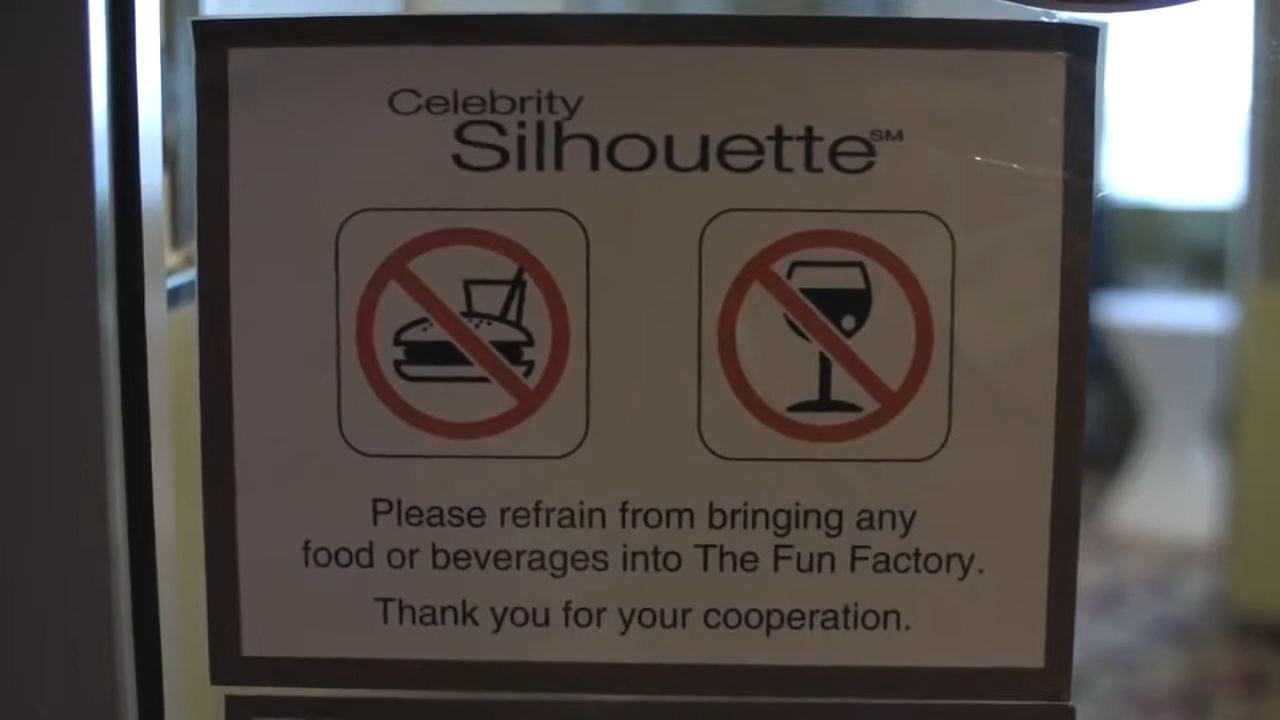 Celebrity
Silhouette℠
Please refrain from bringing any
food or beverages into The Fun Factory.
Thank you for your cooperation.